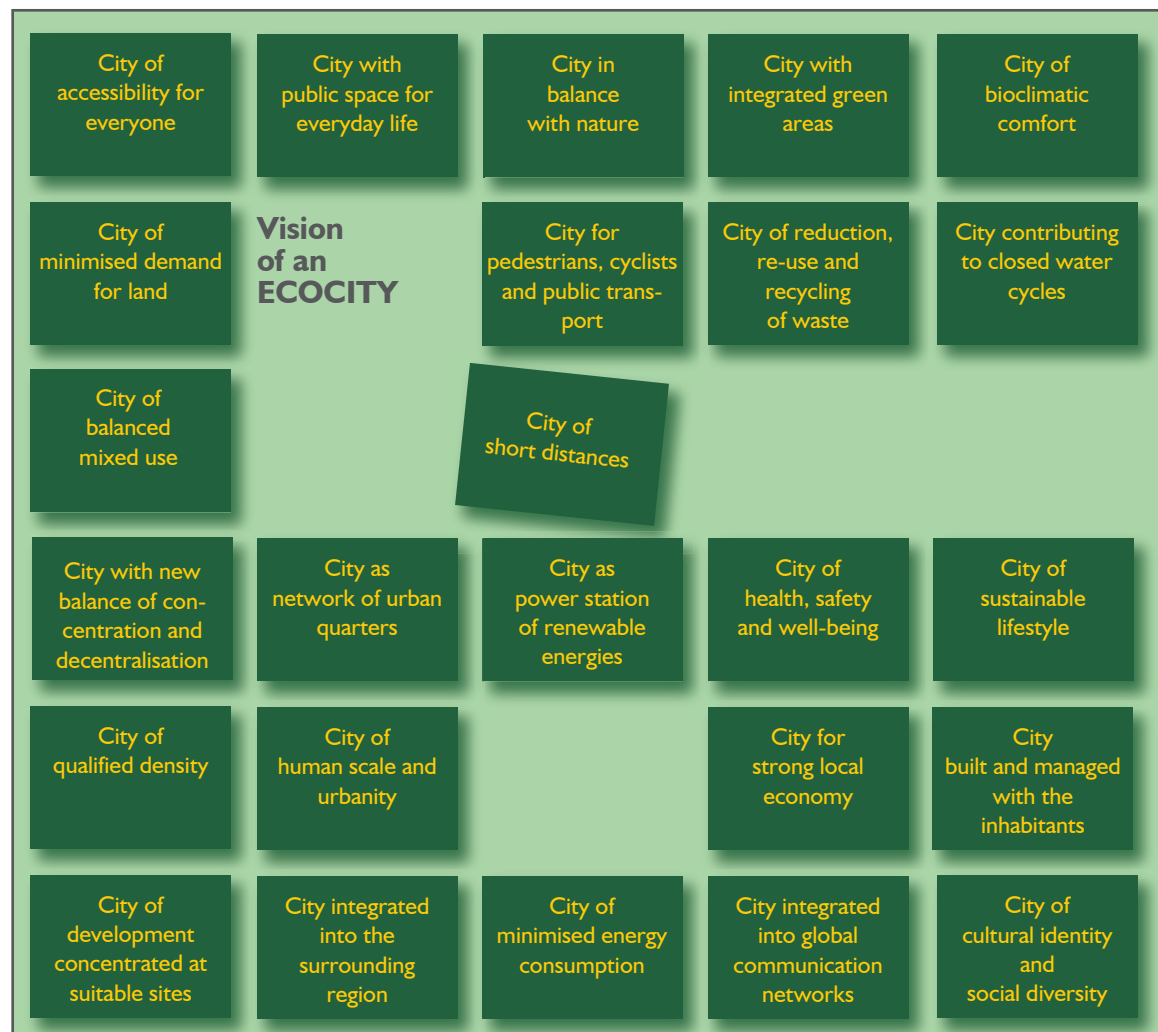 City of
accessibility for
everyone
City with
public space for
everyday life
City in
balance
with nature
City with
integrated green
areas
City of
bioclimatic
comfort
City of
minimised demand
for land
Vision
of an
ECOCITY
City for
pedestrians, cyclists
and public trans-
port
City of reduction,
re-use and
recycling
of waste
City contributing
to closed water
cycles
City of
balanced
mixed use
City of
short distances
City with new
balance of con-
centration and
decentralisation
City as
network of urban
quarters
City as
power station
of renewable
energies
City of
health, safety
and well-being
City of
sustainable
lifestyle
City of
qualified density
City of
human scale and
urbanity
City for
strong local
economy
City
built and managed
with the
inhabitants
City of
development
concentrated at
suitable sites
City integrated
into the
surrounding
region
City of
minimised energy
consumption
City integrated
into global
communication
networks
City of
cultural identity
and
social diversity